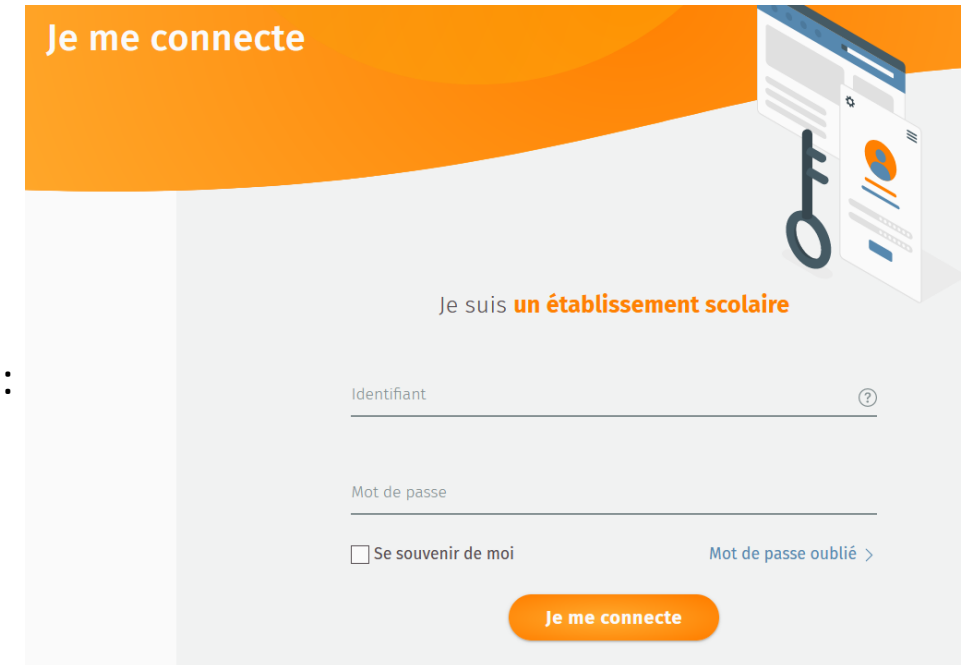 Je me connecte
Je suis un établissement scolaire
:
Identifiant ?
Mot de passe
Se souvenir de moi Mot de passe oublié >
Je me connecte